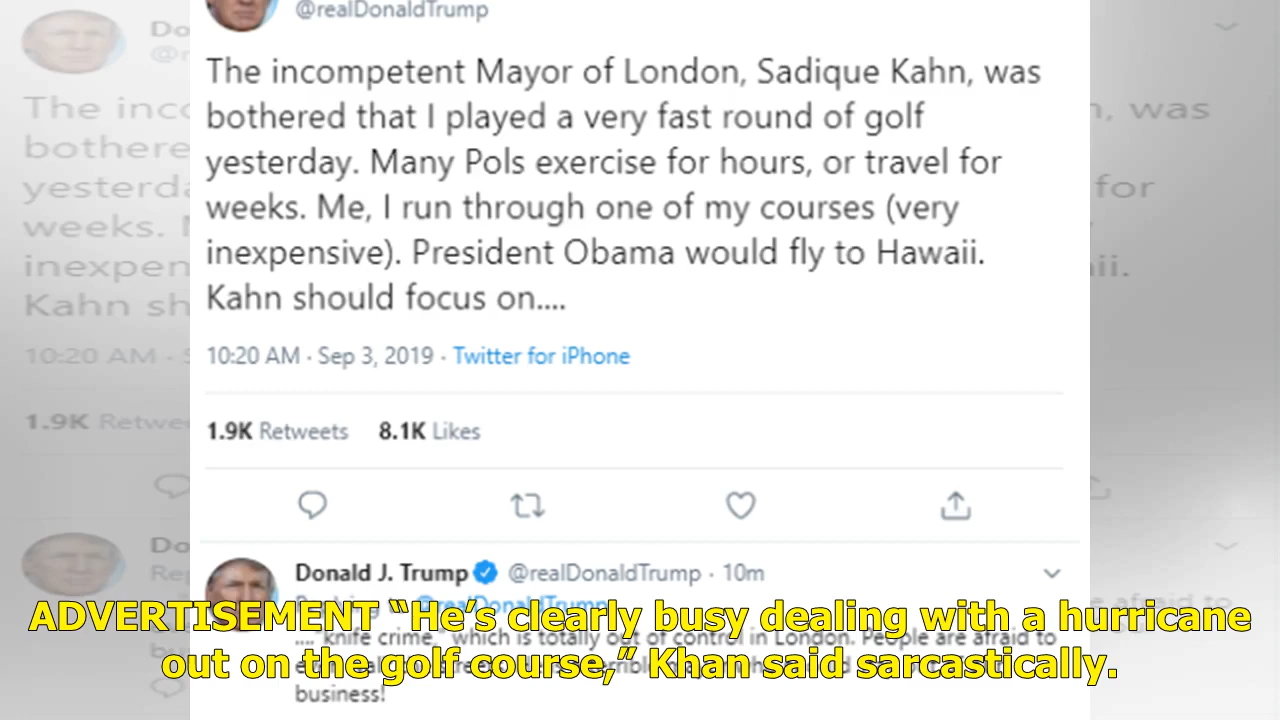 @realDonaldTrump
The incompetent Mayor of London, Sadique Kahn, was
bothered that I played a very fast round of golf
yesterday. Many Pols exercise for hours, or travel for
weeks. Me, I run through one of my courses (very
inexpensive). President Obama would fly to Hawaii.
Kahn should focus on....
10:20 AM · Sep 3, 2019 · Twitter for iPhone
1.9K Retweets 8.1K Likes
Donald J. Trump @realDonaldTrump · 10m
@realDonaldTrump
.... "knife crime," which is totally out of control in London. People are afraid to
business!
ADVERTISEMENT “He’s clearly busy dealing with a hurricane
out on the golf course,” Khan said sarcastically.